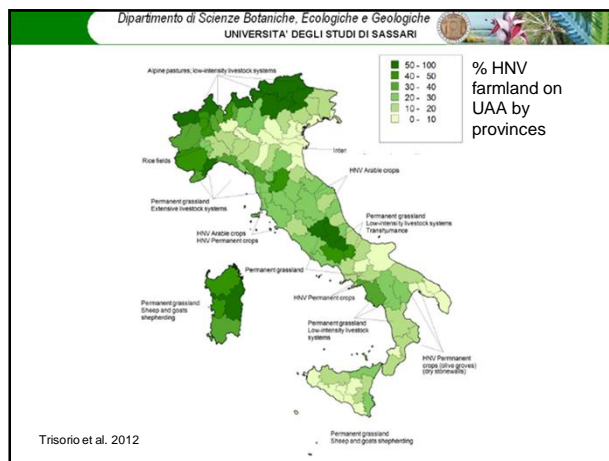 Dipartimento di Scienze Botaniche, Ecologiche e Geologiche
UNIVERSITA' DEGLI STUDI DI SASSARI
Alpine pastures; low-intensity livestock systems
50 - 100
40 - 50
30 - 40
20 - 30
10 - 20
0 - 10
% HNV
farmland on
UAA by
provinces
Inter
Rice fields
HNV Arable crops
Permanent grassland
Extensive livestock systems
Permanent grassland
Low-intensity livestock systems
Transhumance
HNV Arable crops
HNV Permanent crops
Permanent grassland
Permanent grassland
Sheep and goats
shepherding
HNV Permanent crops
Permanent grassland
Low-intensity livestock
systems
HNV Permnanent
crops (olive groves)
(dry stonewalls)
Permanent grassland
Sheep and goats shepherding
Trisorio et al. 2012